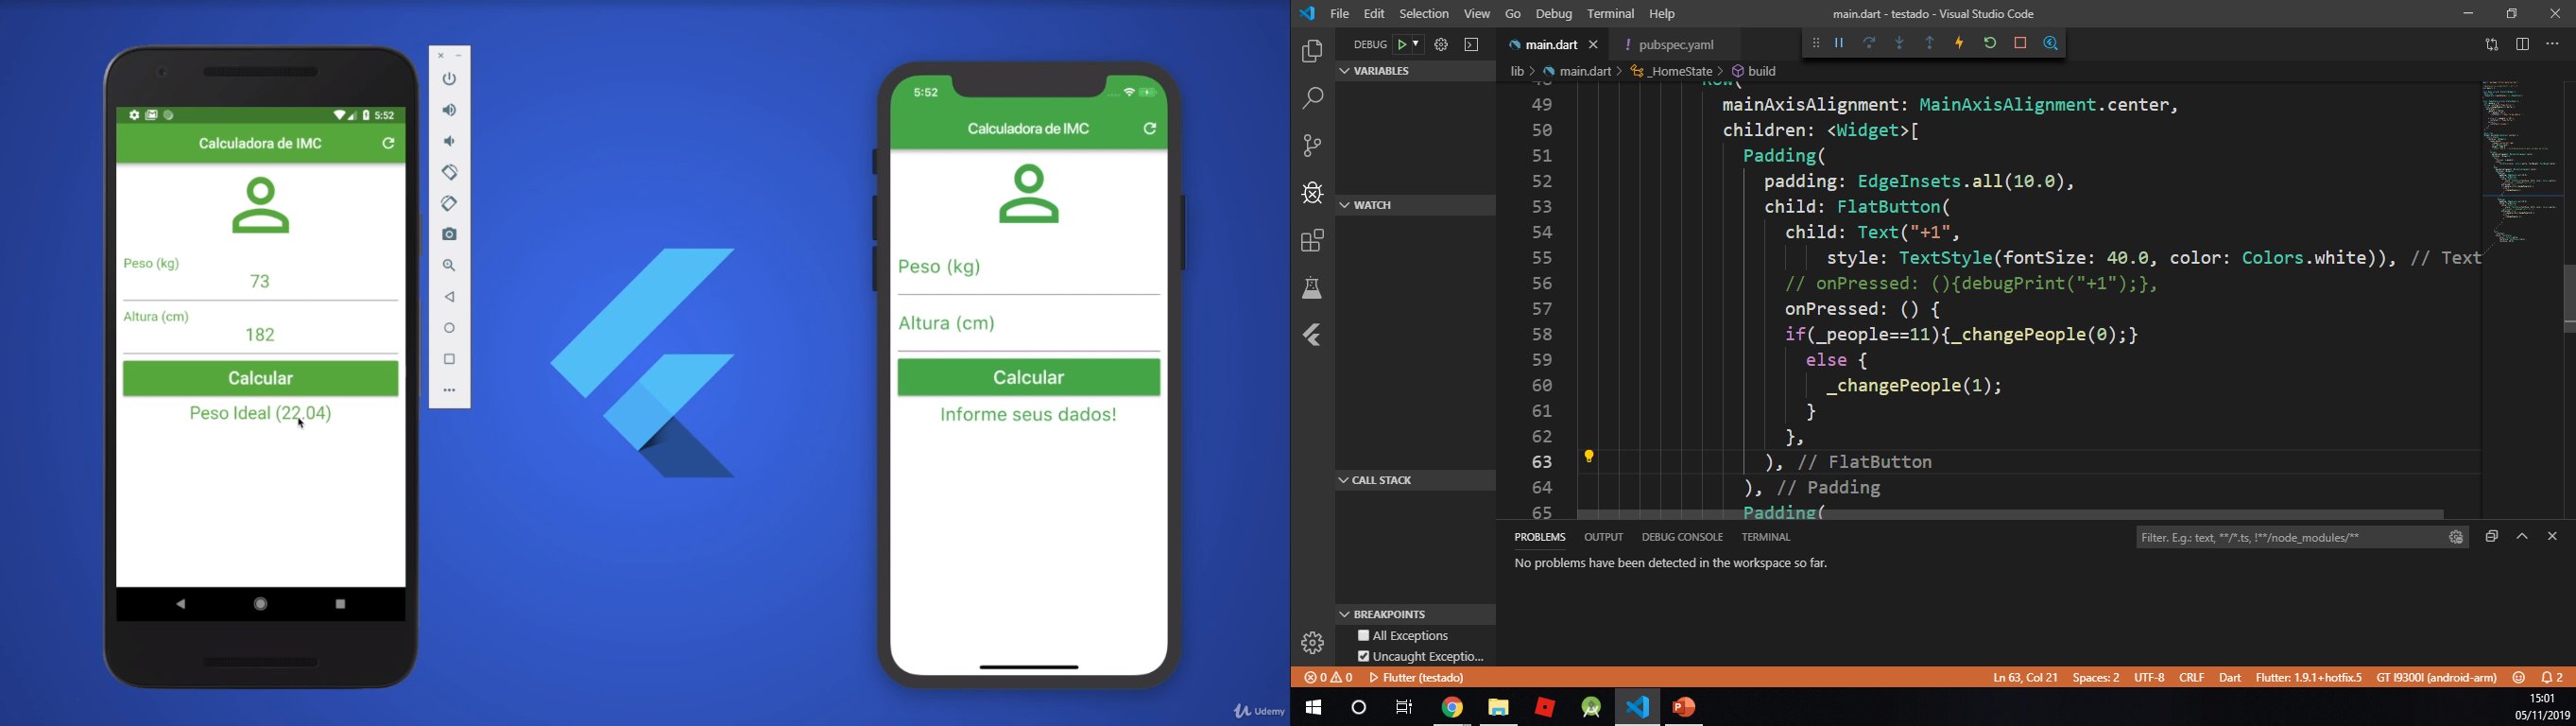 5:52
Calculadora de IMC
Peso (kg)
73
Altura (cm)
182
Calcular
Peso Ideal (22.04)
5:52
Calculadora de IMC
Peso (kg)
Altura (cm)
Calcular
Informe seus dados!
Udemy
File Edit Selection View Go Debug Terminal Help
main.dart - testado - Visual Studio Code
DEBUG
main.dart
pubspec.yaml
VARIABLES
WATCH
CALL STACK
BREAKPOINTS
All Exceptions
Uncaught Exceptio...
lib > main.dart > _HomeState > build
49 mainAxisAlignment: MainAxisAlignment.center,
50 children: <Widget>[
51 Padding(
52 padding: EdgeInsets.all(10.0),
53 child: FlatButton(
54 child: Text("+1",
55 style: TextStyle(fontSize: 40.0, color: Colors.white)), // Text
56 // onPressed: (){debugPrint("+1");},
57 onPressed: () {
58 if(_people==11){_changePeople(0);}
59 else {
60 _changePeople(1);
61 }
62 },
63 ), // FlatButton
64 ), // Padding
65 Padding(
PROBLEMS OUTPUT DEBUG CONSOLE TERMINAL
Filter. E.g.: text, **/*.ts, !**/node_modules/**
No problems have been detected in the workspace so far.
0 0 Flutter (testado)
Ln 63, Col 21 Spaces: 2 UTF-8 CRLF Dart Flutter: 1.9.1+hotfix.5 GT I9300I (android-arm) 2
15:01
05/11/2019